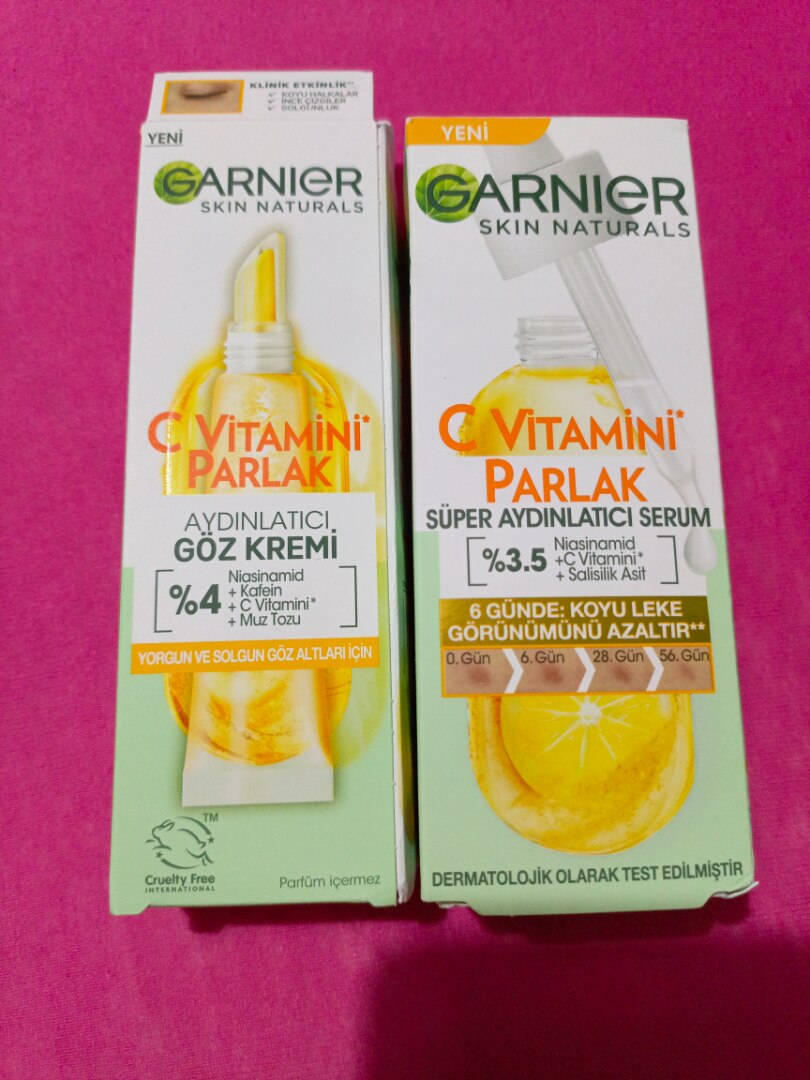 KLİNİK ETKİNLİK**
KOYU HALKALAR
İNCE ÇİZGİLER
SOLGUNLUK
YENİ
GARNIER
SKIN NATURALS
C VİTAMİNİ*
PARLAK
AYDINLATICI
GÖZ KREMİ
%4
Niasinamid
+ Kafein
+ C Vitamini*
+ Muz Tozu
YORGUN VE SOLGUN GÖZ ALTLARI İÇİN
TM
Cruelty Free
INTERNATIONAL
Parfüm içermez
YENİ
GARNIER
SKIN NATURALS
C VİTAMİNİ*
PARLAK
SÜPER AYDINLATICI SERUM
%3.5
Niasinamid
+C Vitamini*
+ Salisilik Asit
6 GÜNDE: KOYU LEKE
GÖRÜNÜMÜNÜ AZALTIR**
0. Gün 6. Gün 28. Gün 56. Gün
DERMATOLOJİK OLARAK TEST EDİLMİŞTİR